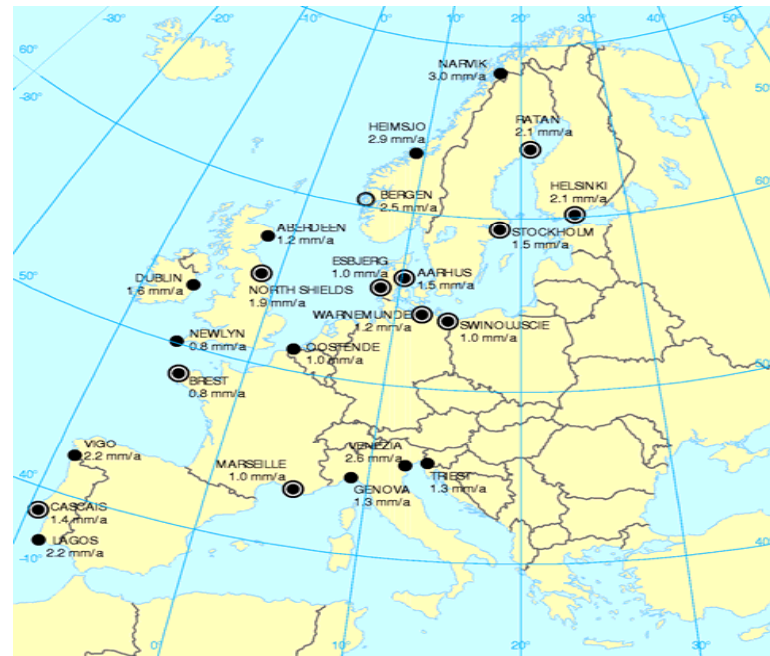 -30°
-20°
-10°
0°
10°
20°
30°
40°
50°
60°
60°
-30°
50°
NARVIK
3.0 mm/a
RATAN
2.1 mm/a
HEIMSJO
2.9 mm/a
HELSINKI
2.1 mm/a
BERGEN
2.5 mm/a
60°
ABERDEEN
1.2 mm/a
STOCKHOLM
1.5 mm/a
ESBJERG
1.0 mm/a
AARHUS
1.5 mm/a
50°
DUBLIN
1.6 mm/a
NORTH SHIELDS
1.9 mm/a
WARNEMUNDE
1.2 mm/a
SWINOUJSCIE
1.0 mm/a
NEWLYN
0.8 mm/a
OOSTENDE
1.0 mm/a
50°
BREST
0.8 mm/a
VIGO
2.2 mm/a
VENEZIA
2.6 mm/a
MARSEILLE
1.0 mm/a
TRIEST
1.3 mm/a
GENOVA
1.3 mm/a
40°
CASCAIS
1.4 mm/a
LAGOS
2.2 mm/a
-10°
40°
0°
10°
20°
30°